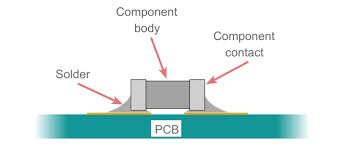 Component
body
Component
contact
Solder
PCB